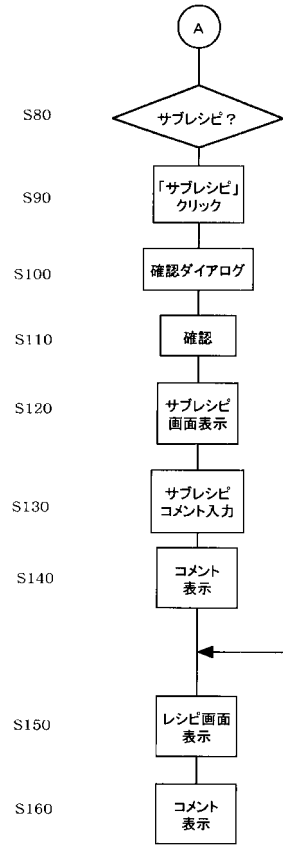 A
S80
サブレシピ？
S90
「サブレシピ」
クリック
S100
確認ダイアログ
S110
確認
S120
サブレシピ
画面表示
S130
サブレシピ
コメント入力
S140
コメント
表示
S150
レシピ画面
表示
S160
コメント
表示